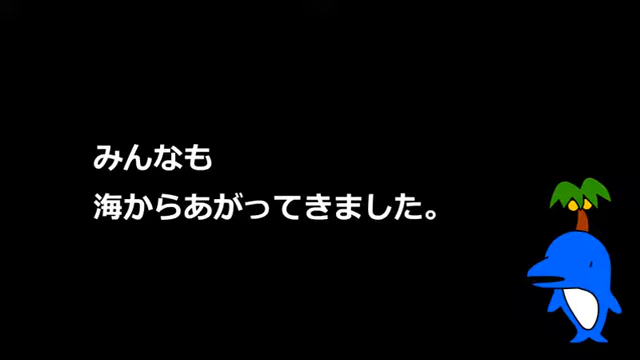 みんなも
海からあがってきました。